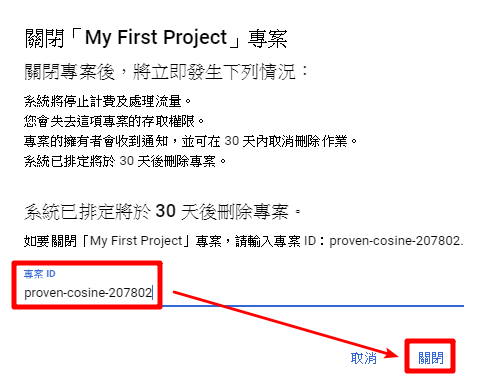 關閉「My First Project」專案
關閉專案後，將立即發生下列情況：
系統將停止計費及處理流量。
您會失去這項專案的存取權限。
專案的擁有者會收到通知，並可在 30 天內取消刪除作業。
系統已排定將於 30 天後刪除專案。
系統已排定將於 30 天後刪除專案。
如要關閉「My First Project」專案，請輸入專案 ID：proven-cosine-207802.
專案 ID
proven-cosine-207802
取消 關閉